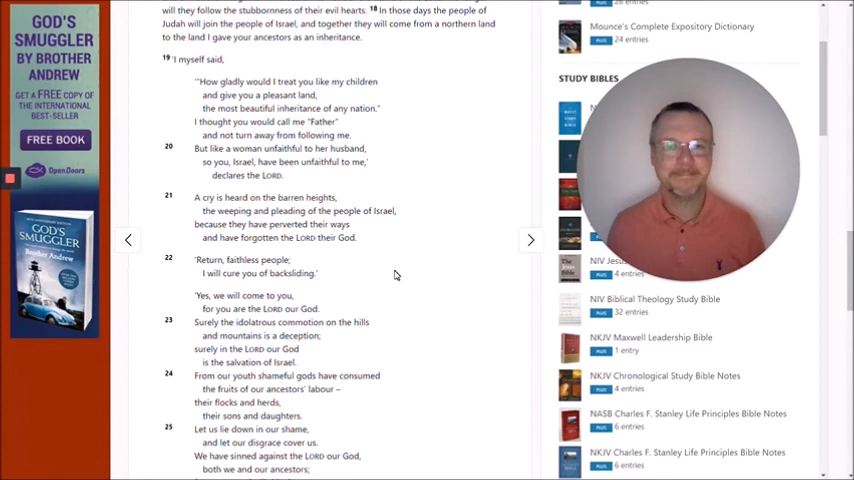 GOD'S
SMUGGLER
BY BROTHER
ANDREW
GET A FREE COPY OF
THE INTERNATIONAL
BEST-SELLER
FREE BOOK
OpenDoors
GOD'S
SMUGGLER
Brother Andrew
will they follow the stubbornness of their evil hearts. 18 In those days the people of
Judah will join the people of Israel, and together they will come from a northern land
to the land I gave your ancestors as an inheritance.
19 'I myself said,
'"How gladly would I treat you like my children
and give you a pleasant land,
the most beautiful inheritance of any nation."
I thought you would call me "Father"
and not turn away from following me.
20 But like a woman unfaithful to her husband,
so you, Israel, have been unfaithful to me,'
declares the LORD.
21 A cry is heard on the barren heights,
the weeping and pleading of the people of Israel,
because they have perverted their ways
and have forgotten the LORD their God.
22 'Return, faithless people;
I will cure you of backsliding.'
'Yes, we will come to you,
for you are the LORD our God.
23 Surely the idolatrous commotion on the hills
and mountains is a deception;
surely in the LORD our God
is the salvation of Israel.
24 From our youth shameful gods have consumed
the fruits of our ancestors' labour –
their flocks and herds,
their sons and daughters.
25 Let us lie down in our shame,
and let our disgrace cover us.
We have sinned against the LORD our God,
both we and our ancestors;
PLUS 28 entries
Mounce's Complete Expository Dictionary
PLUS 24 entries
STUDY BIBLES
NIV Jesus
PLUS 4 entries
NIV Biblical Theology Study Bible
PLUS 32 entries
NKJV Maxwell Leadership Bible
PLUS 1 entry
NKJV Chronological Study Bible Notes
PLUS 4 entries
NASB Charles F. Stanley Life Principles Bible Notes
PLUS 6 entries
NKJV Charles F. Stanley Life Principles Bible Notes
PLUS 6 entries